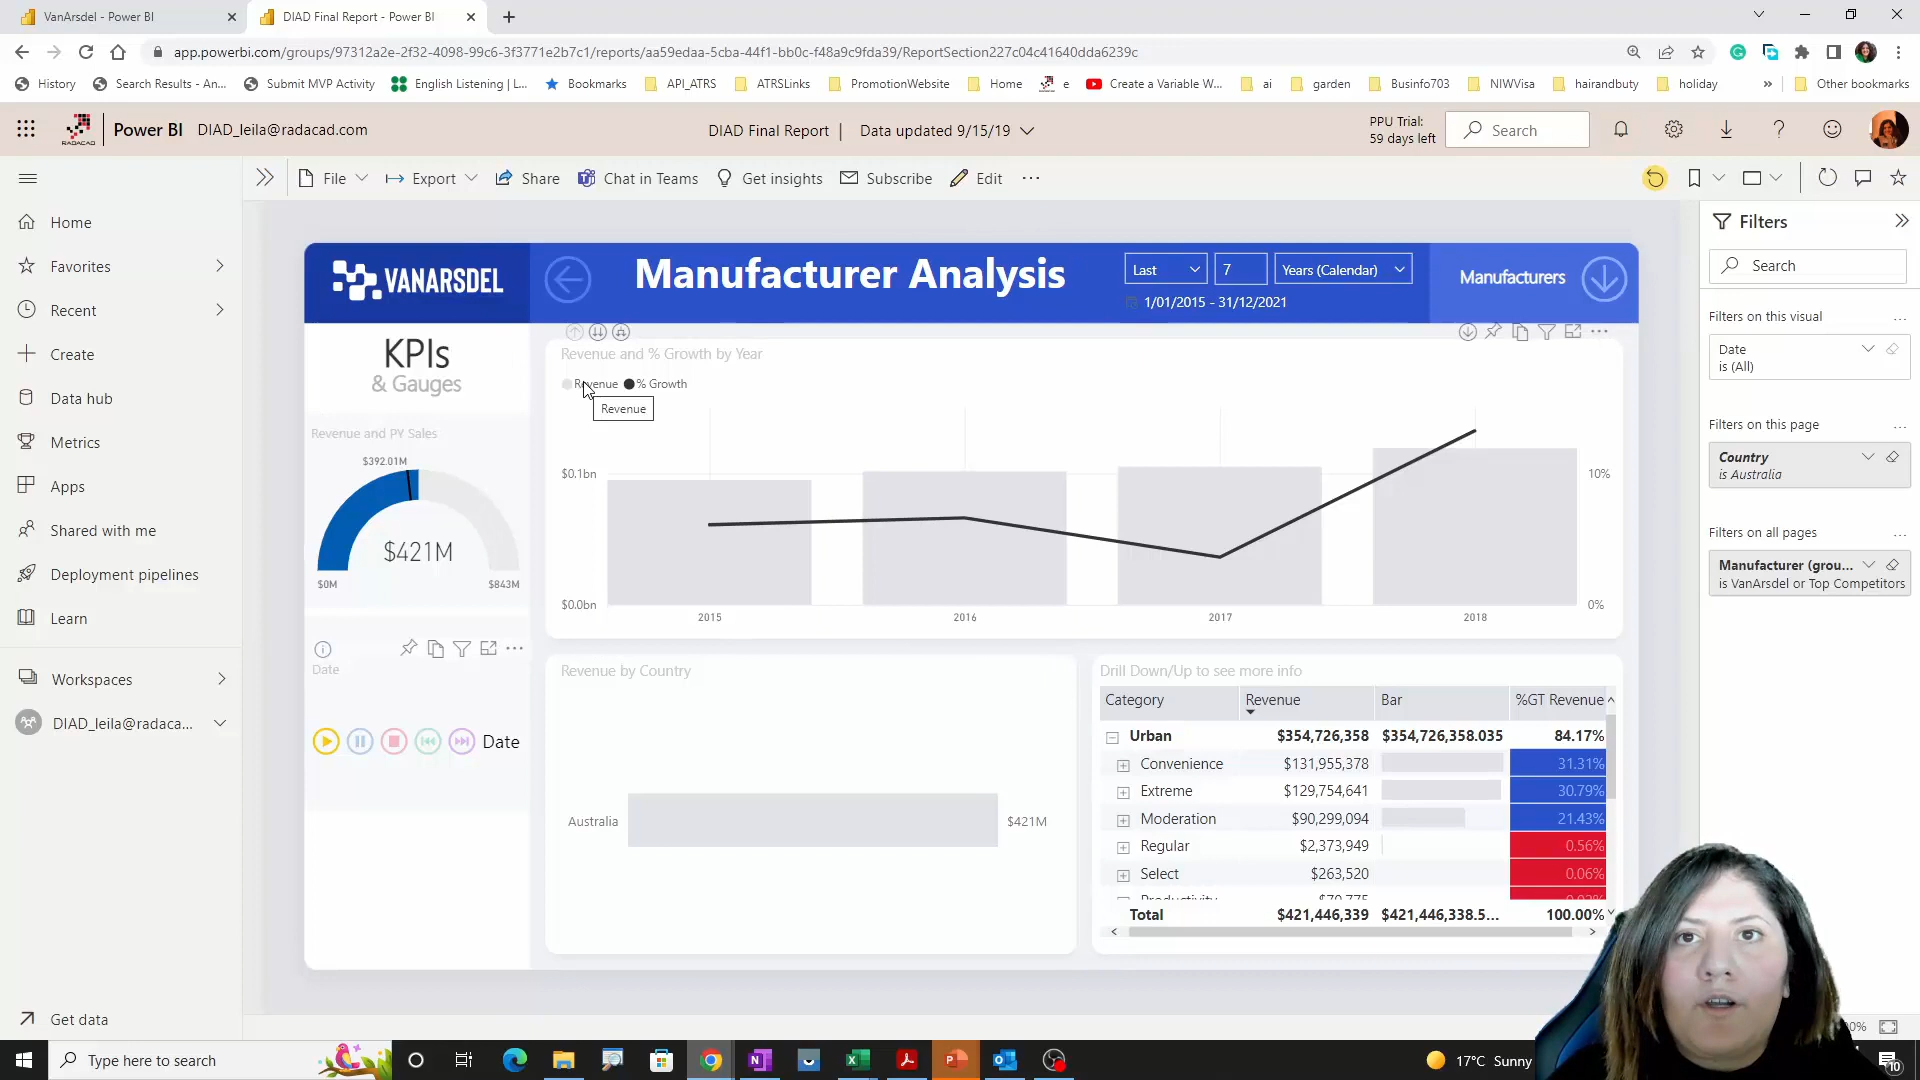 VanArsdel - Power BI
DIAD Final Report - Power BI
app.powerbi.com/groups/97312a2e-2f32-4098-99c6-3f3771e2b7c1/reports/aa59edaa-5cba-44f1-bb0c-f48a9c9fda39/ReportSection227c04c41640dda6239c
History
Search Results - An...
Submit MVP Activity
English Listening | L...
Bookmarks
API_ATRS
ATRSLinks
PromotionWebsite
Home
e
Create a Variable W...
ai
garden
Businfo703
NIWVisa
hairandbuty
holiday
»
Other bookmarks
RADACAD
Power BI
DIAD_leila@radacad.com
DIAD Final Report | Data updated 9/15/19
PPU Trial:
59 days left
Search
File
Export
Share
Chat in Teams
Get insights
Subscribe
Edit
Home
Favorites
Recent
Create
Data hub
Metrics
Apps
Shared with me
Deployment pipelines
Learn
Workspaces
DIAD_leila@radaca...
Get data
VANARSDEL
Manufacturer Analysis
Last
7
Years (Calendar)
1/01/2015 - 31/12/2021
Manufacturers
KPIs
& Gauges
Revenue and PY Sales
$392.01M
$421M
$0M
$843M
Date
Date
Revenue and % Growth by Year
Revenue
% Growth
Revenue
$0.1bn
$0.0bn
10%
0%
2015
2016
2017
2018
Revenue by Country
Australia
$421M
Drill Down/Up to see more info
Category Revenue Bar %GT Revenue
Urban $354,726,358 $354,726,358.035 84.17%
Convenience $131,955,378 31.31%
Extreme $129,754,641 30.79%
Moderation $90,299,094 21.43%
Regular $2,373,949 0.56%
Select $263,520 0.06%
Total $421,446,339 $421,446,338.5... 100.00%
Filters
Search
Filters on this visual
Date
is (All)
Filters on this page
Country
is Australia
Filters on all pages
Manufacturer (grou...
is VanArsdel or Top Competitors
Type here to search
17°C Sunny
10